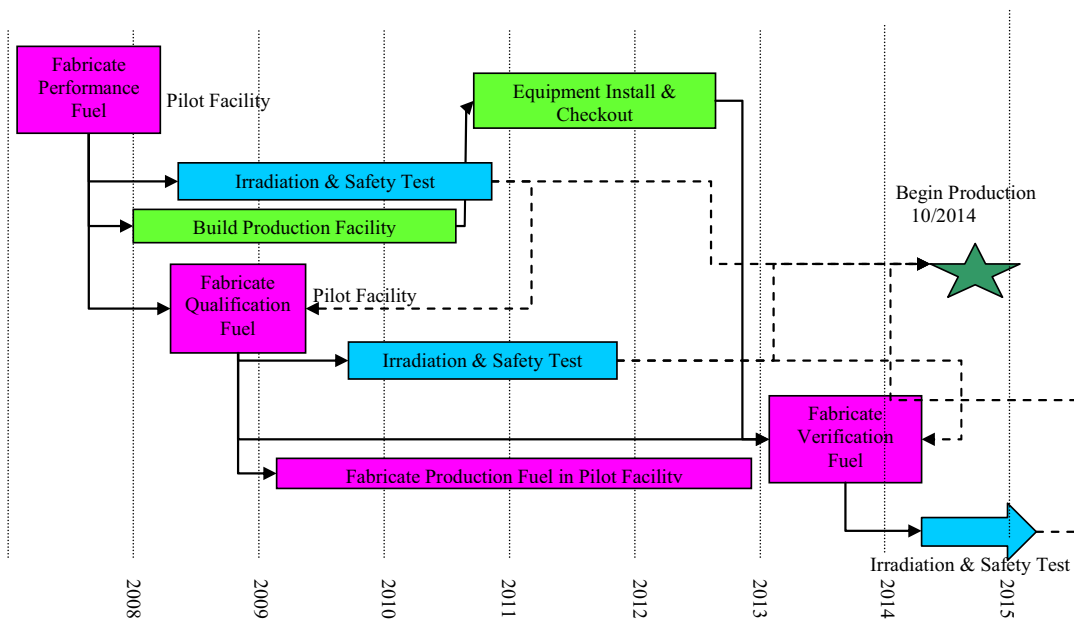 Fabricate
Performance
Fuel
Pilot Facility
Equipment Install &
Checkout
Irradiation & Safety Test
Build Production Facility
Begin Production
10/2014
Fabricate
Qualification
Fuel
Pilot Facility
Irradiation & Safety Test
Fabricate
Verification
Fuel
Fabricate Production Fuel in Pilot Facility
Irradiation & Safety Test
2008
2009
2010
2011
2012
2013
2014
2015